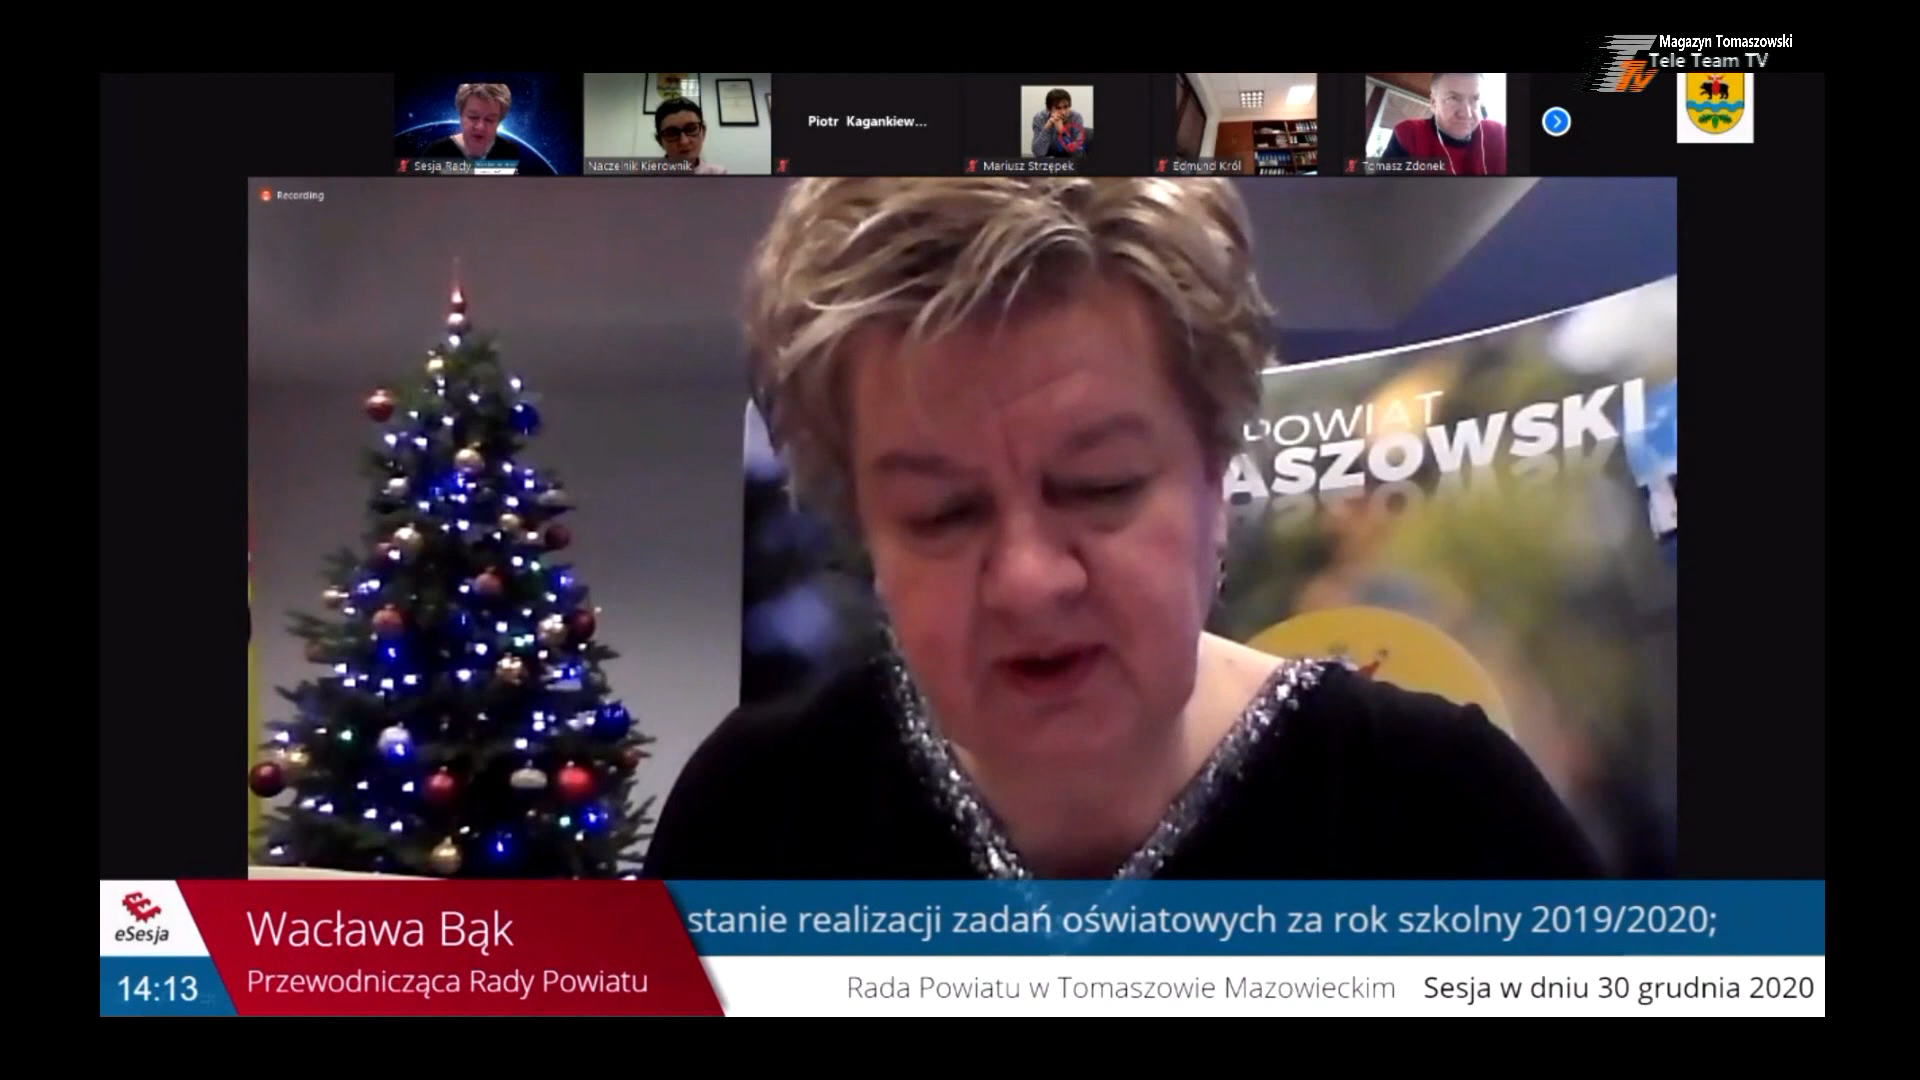 Magazyn Tomaszowski
Tele Team TV
TV
Piotr Kagankiew...
Sesja Rady
Naczelnik Kierownik
Mariusz Strzępek
Edmund Król
Tomasz Zdonek
Recording
POWIAT
ASZOWSKI
eSesja
Wacława Bąk
stanie realizacji zadań oświatowych za rok szkolny 2019/2020;
14:13
Przewodnicząca Rady Powiatu
Rada Powiatu w Tomaszowie Mazowieckim Sesja w dniu 30 grudnia 2020